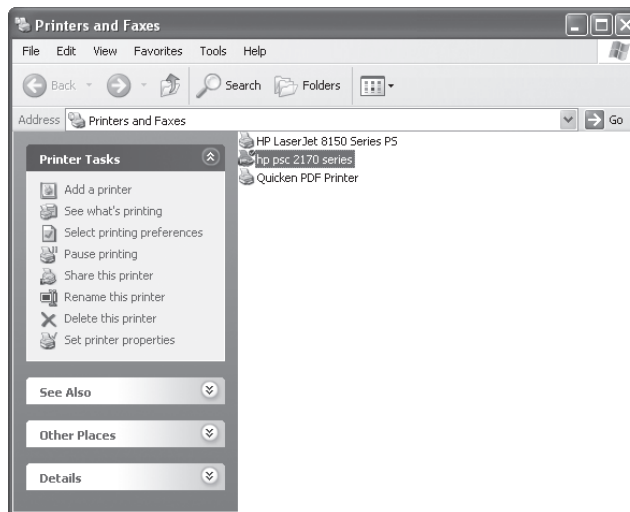 Printers and Faxes
File Edit View Favorites Tools Help
Back Search Folders
Address Printers and Faxes Go
Printer Tasks
Add a printer
See what's printing
Select printing preferences
Pause printing
Share this printer
Rename this printer
Delete this printer
Set printer properties
See Also
Other Places
Details
HP LaserJet 8150 Series PS
hp psc 2170 series
Quicken PDF Printer